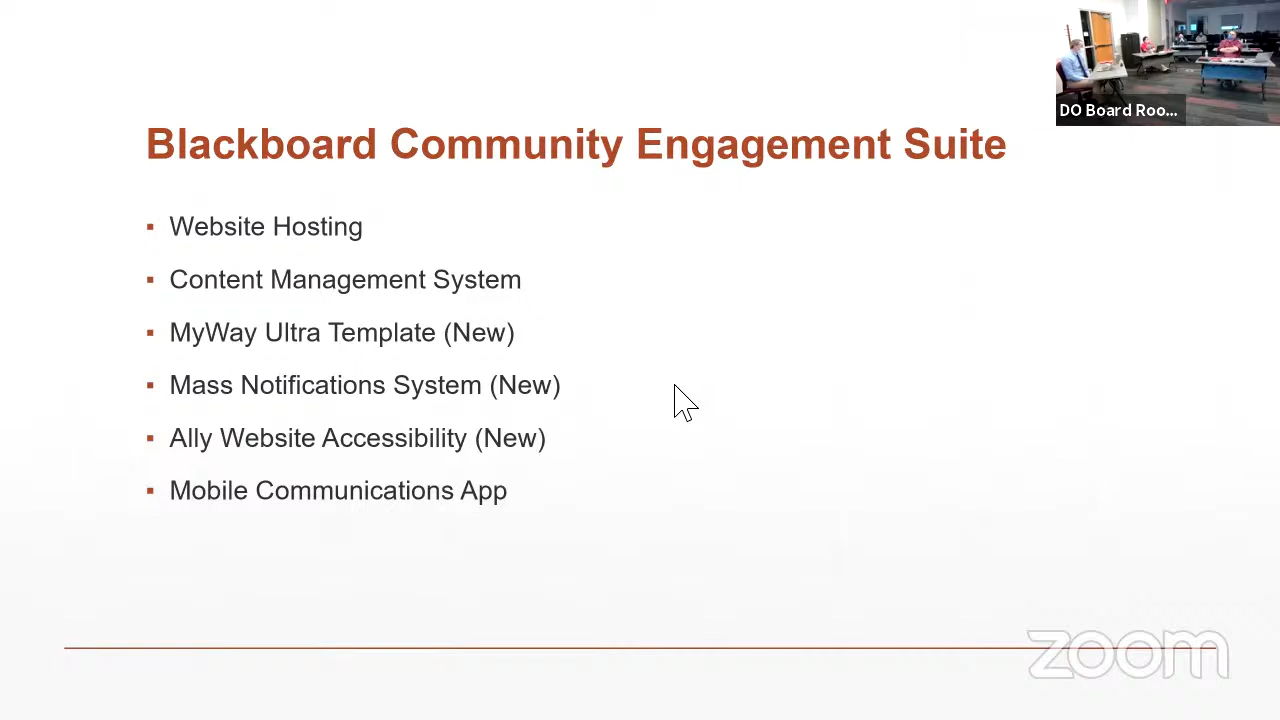 DO Board Roo...
Blackboard Community Engagement Suite
▪ Website Hosting
▪ Content Management System
▪ MyWay Ultra Template (New)
▪ Mass Notifications System (New)
▪ Ally Website Accessibility (New)
▪ Mobile Communications App
zoom